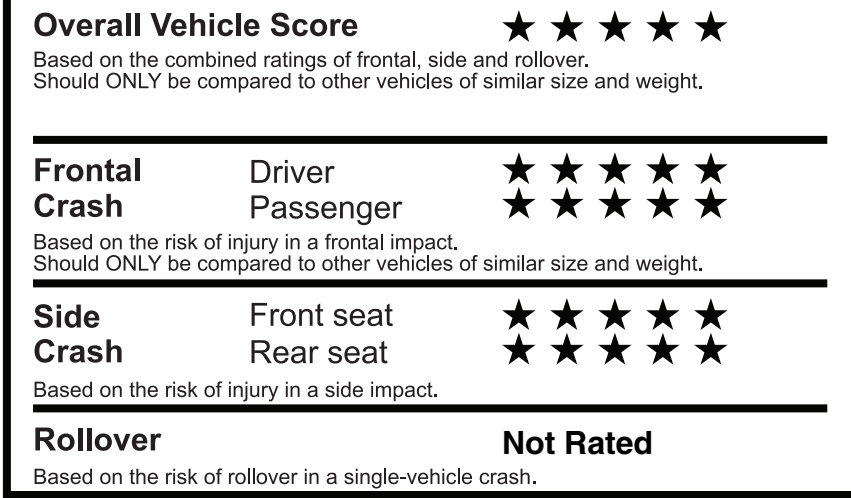 Overall Vehicle Score ★ ★ ★ ★ ★
Based on the combined ratings of frontal, side and rollover.
Should ONLY be compared to other vehicles of similar size and weight.
Frontal Driver ★ ★ ★ ★ ★
Crash Passenger ★ ★ ★ ★ ★
Based on the risk of injury in a frontal impact.
Should ONLY be compared to other vehicles of similar size and weight.
Side Front seat ★ ★ ★ ★ ★
Crash Rear seat ★ ★ ★ ★ ★
Based on the risk of injury in a side impact.
Rollover Not Rated
Based on the risk of rollover in a single-vehicle crash.